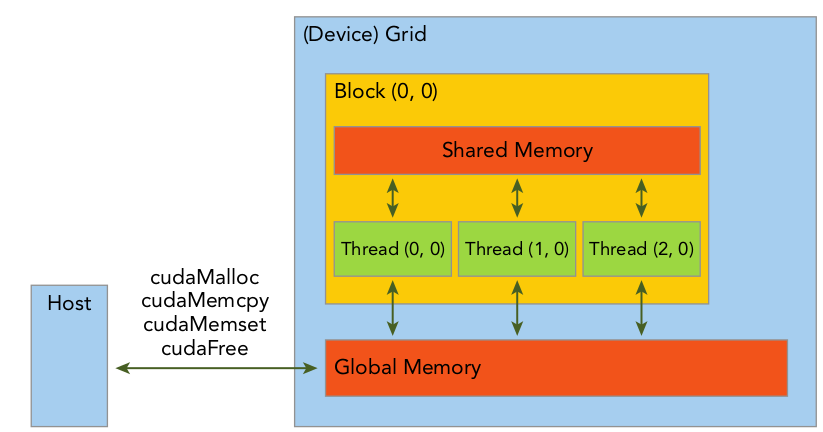 (Device) Grid
Block (0, 0)
Shared Memory
Thread (0, 0)
Thread (1, 0)
Thread (2, 0)
cudaMalloc
cudaMemcpy
cudaMemset
cudaFree
Host
Global Memory